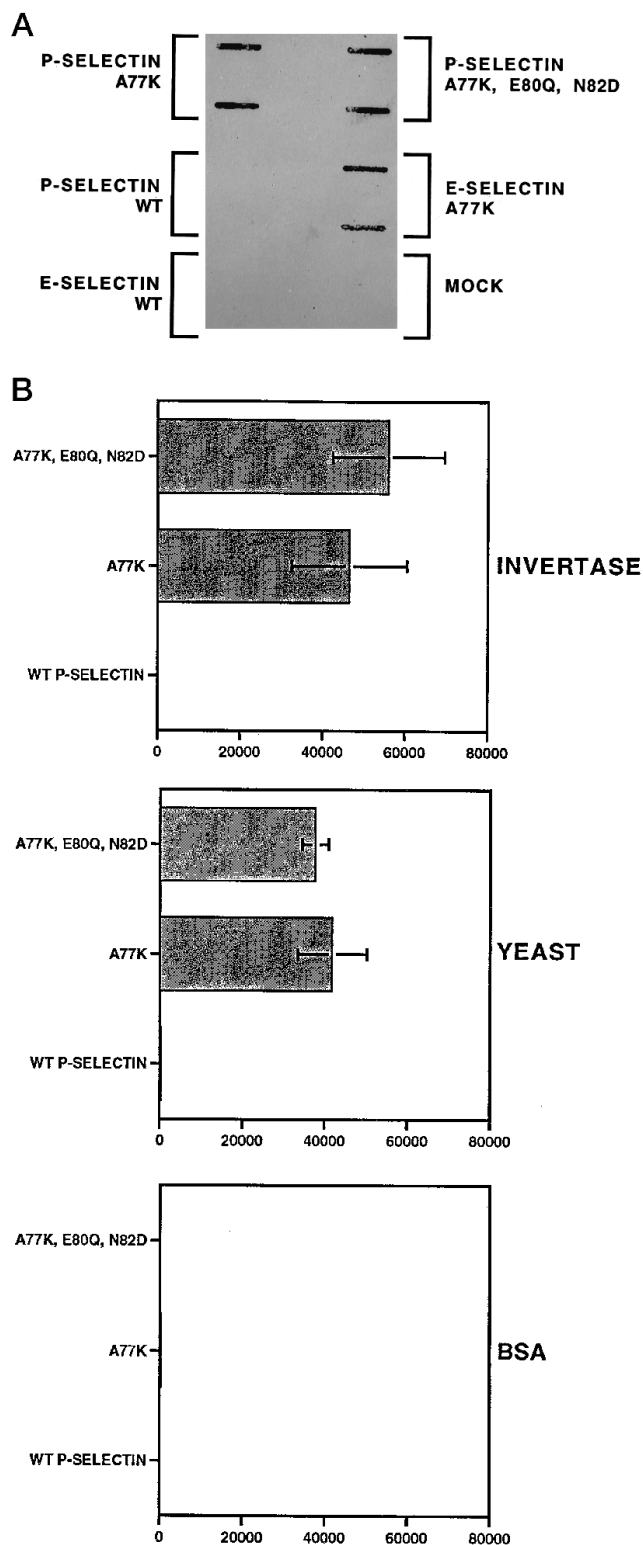 A
P-SELECTIN
A77K
P-SELECTIN
A77K, E80Q, N82D
P-SELECTIN
WT
E-SELECTIN
A77K
E-SELECTIN
WT
MOCK
B
A77K, E80Q, N82D
A77K
WT P-SELECTIN
INVERTASE
0 20000 40000 60000 80000
A77K, E80Q, N82D
A77K
WT P-SELECTIN
YEAST
0 20000 40000 60000 80000
A77K, E80Q, N82D
A77K
WT P-SELECTIN
BSA
0 20000 40000 60000 80000